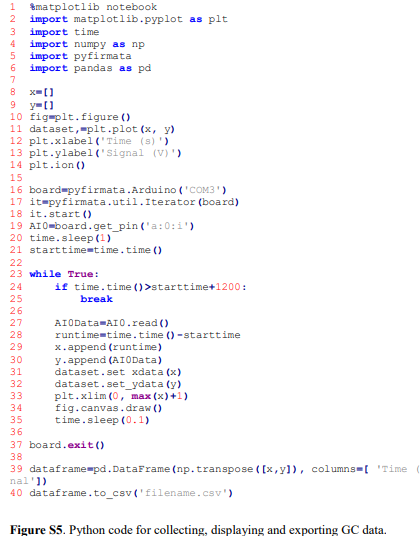 1 %matplotlib notebook
2 import matplotlib.pyplot as plt
3 import time
4 import numpy as np
5 import pyfirmata
6 import pandas as pd
7
8 x=[]
9 y=[]
10 fig=plt.figure()
11 dataset,=plt.plot(x, y)
12 plt.xlabel('Time (s)')
13 plt.ylabel('Signal (V)')
14 plt.ion()
15
16 board=pyfirmata.Arduino('COM3')
17 it=pyfirmata.util.Iterator(board)
18 it.start()
19 AI0=board.get_pin('a:0:i')
20 time.sleep(1)
21 starttime=time.time()
22
23 while True:
24     if time.time()>starttime+1200:
25         break
26
27     AI0Data=AI0.read()
28     runtime=time.time()-starttime
29     x.append(runtime)
30     y.append(AI0Data)
31     dataset.set_xdata(x)
32     dataset.set_ydata(y)
33     plt.xlim(0, max(x)+1)
34     fig.canvas.draw()
35     time.sleep(0.1)
36
37 board.exit()
38
39 dataframe=pd.DataFrame(np.transpose([x,y]), columns=[ 'Time (
nal'])
40 dataframe.to_csv('filename.csv')
Figure S5. Python code for collecting, displaying and exporting GC data.